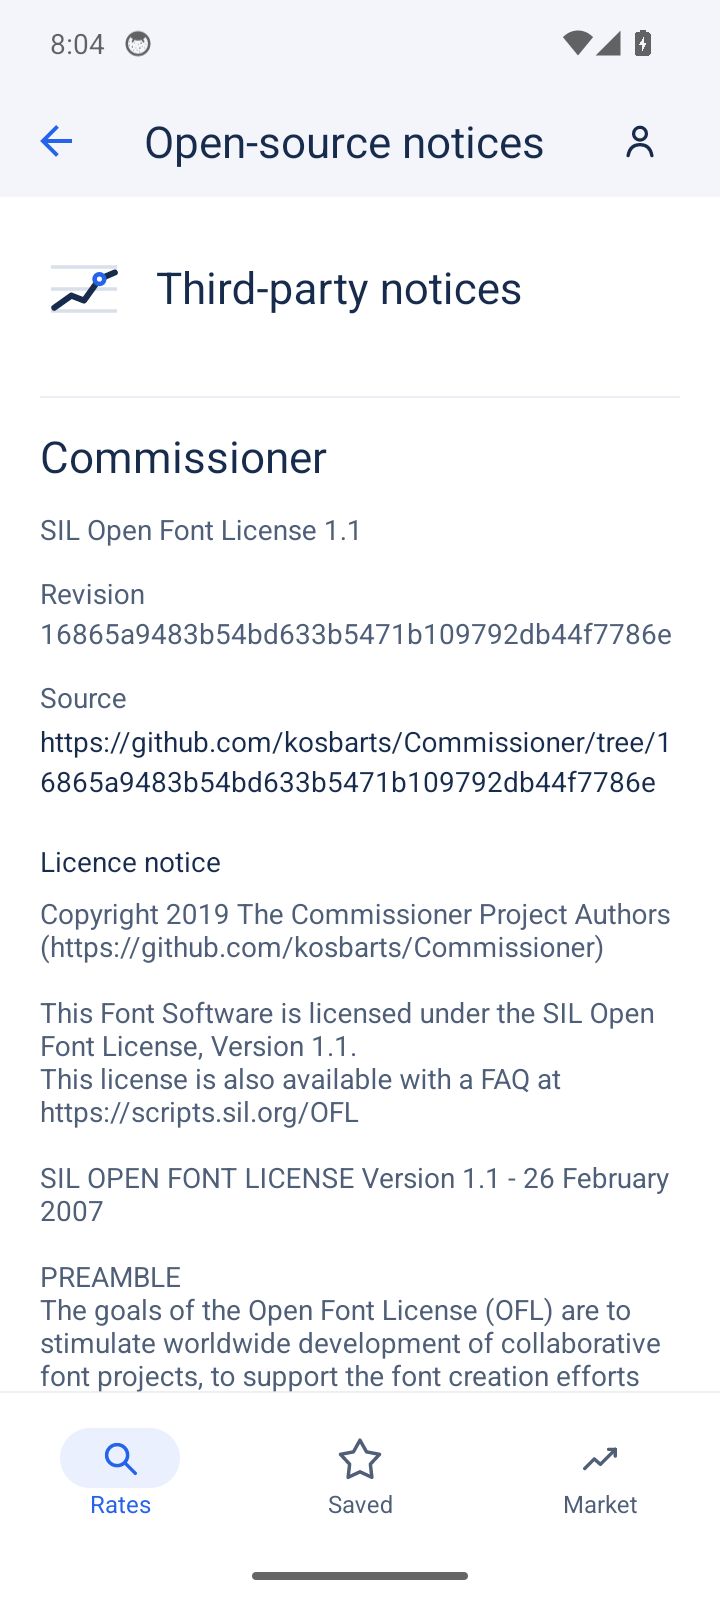 8:04
Open-source notices
Third-party notices
Commissioner
SIL Open Font License 1.1
Revision
16865a9483b54bd633b5471b109792db44f7786e
Source
https://github.com/kosbarts/Commissioner/tree/1
6865a9483b54bd633b5471b109792db44f7786e
Licence notice
Copyright 2019 The Commissioner Project Authors
(https://github.com/kosbarts/Commissioner)
This Font Software is licensed under the SIL Open
Font License, Version 1.1.
This license is also available with a FAQ at
https://scripts.sil.org/OFL
SIL OPEN FONT LICENSE Version 1.1 - 26 February
2007
PREAMBLE
The goals of the Open Font License (OFL) are to
stimulate worldwide development of collaborative
font projects, to support the font creation efforts
Rates
Saved
Market